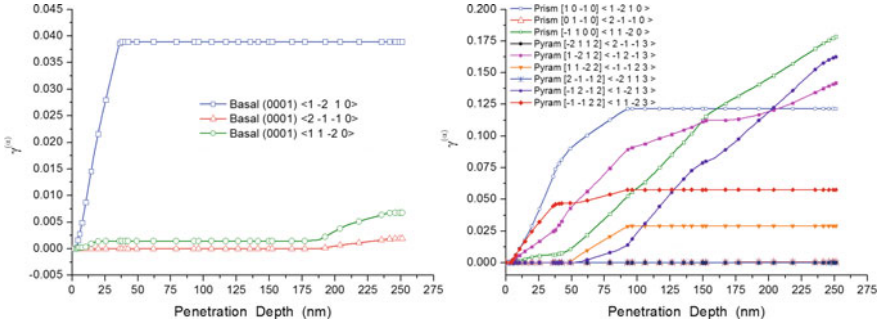 0.040
0.035
0.030
0.025
0.020
0.015
0.010
0.005
0.000
-0.005
γ(α)
Basal (0001) <1 -2 1 0>
Basal (0001) <2 -1 -1 0>
Basal (0001) <1 1 -2 0>
0 25 50 75 100 125 150 175 200 225 250 275
Penetration Depth (nm)
0.200
0.175
0.150
0.125
0.100
0.075
0.050
0.025
0.000
γ(α)
Prism [1 0 -1 0] <1 -2 1 0>
Prism [0 1 -1 0] <2 -1 -1 0>
Prism [-1 1 0 0] <1 1 -2 0>
Pyram [-2 1 1 2] <2 -1 -1 3>
Pyram [1 -2 1 2] <-1 2 -1 3>
Pyram [1 1 -2 2] <-1 -1 2 3>
Pyram [2 -1 -1 2] <-2 1 1 3>
Pyram [-1 2 -1 2] <1 -2 1 3>
Pyram [-1 -1 2 2] <1 1 -2 3>
0 25 50 75 100 125 150 175 200 225 250 275
Penetration Depth (nm)